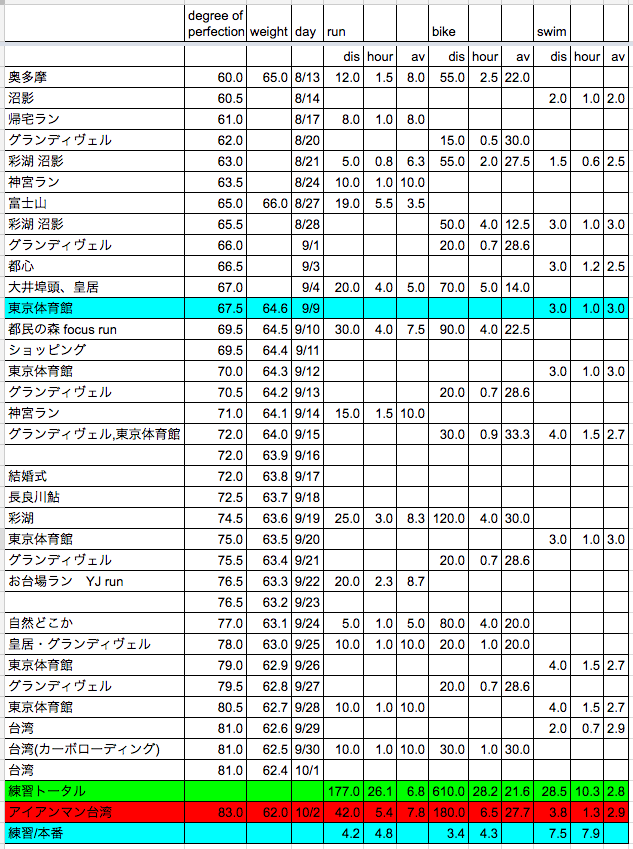 degree of
perfection weight day run bike swim
dis hour av dis hour av dis hour av
奥多摩 60.0 65.0 8/13 12.0 1.5 8.0 55.0 2.5 22.0
沼影 60.5 8/14 2.0 1.0 2.0
帰宅ラン 61.0 8/17 8.0 1.0 8.0
グランディヴェル 62.0 8/20 15.0 0.5 30.0
彩湖 沼影 63.0 8/21 5.0 0.8 6.3 55.0 2.0 27.5 1.5 0.6 2.5
神宮ラン 63.5 8/24 10.0 1.0 10.0
富士山 65.0 66.0 8/27 19.0 5.5 3.5
彩湖 沼影 65.5 8/28 50.0 4.0 12.5 3.0 1.0 3.0
グランディヴェル 66.0 9/1 20.0 0.7 28.6
都心 66.5 9/3 3.0 1.2 2.5
大井埠頭、皇居 67.0 9/4 20.0 4.0 5.0 70.0 5.0 14.0
東京体育館 67.5 64.6 9/9 3.0 1.0 3.0
都民の森 focus run 69.5 64.5 9/10 30.0 4.0 7.5 90.0 4.0 22.5
ショッピング 69.5 64.4 9/11
東京体育館 70.0 64.3 9/12 3.0 1.0 3.0
グランディヴェル 70.5 64.2 9/13 20.0 0.7 28.6
神宮ラン 71.0 64.1 9/14 15.0 1.5 10.0
グランディヴェル,東京体育館 72.0 64.0 9/15 30.0 0.9 33.3 4.0 1.5 2.7
72.0 63.9 9/16
結婚式 72.0 63.8 9/17
長良川鮎 72.5 63.7 9/18
彩湖 74.5 63.6 9/19 25.0 3.0 8.3 120.0 4.0 30.0
東京体育館 75.0 63.5 9/20 3.0 1.0 3.0
グランディヴェル 75.5 63.4 9/21 20.0 0.7 28.6
お台場ラン　YJ run 76.5 63.3 9/22 20.0 2.3 8.7
76.5 63.2 9/23
自然どこか 77.0 63.1 9/24 5.0 1.0 5.0 80.0 4.0 20.0
皇居・グランディヴェル 78.0 63.0 9/25 10.0 1.0 10.0 20.0 1.0 20.0
東京体育館 79.0 62.9 9/26 4.0 1.5 2.7
グランディヴェル 79.5 62.8 9/27 20.0 0.7 28.6
東京体育館 80.5 62.7 9/28 10.0 1.0 10.0 4.0 1.5 2.7
台湾 81.0 62.6 9/29 2.0 0.7 2.9
台湾(カーボローディング) 81.0 62.5 9/30 10.0 1.0 10.0 30.0 1.0 30.0
台湾 81.0 62.4 10/1
練習トータル 177.0 26.1 6.8 610.0 28.2 21.6 28.5 10.3 2.8
アイアンマン台湾 83.0 62.0 10/2 42.0 5.4 7.8 180.0 6.5 27.7 3.8 1.3 2.9
練習/本番 4.2 4.8 3.4 4.3 7.5 7.9